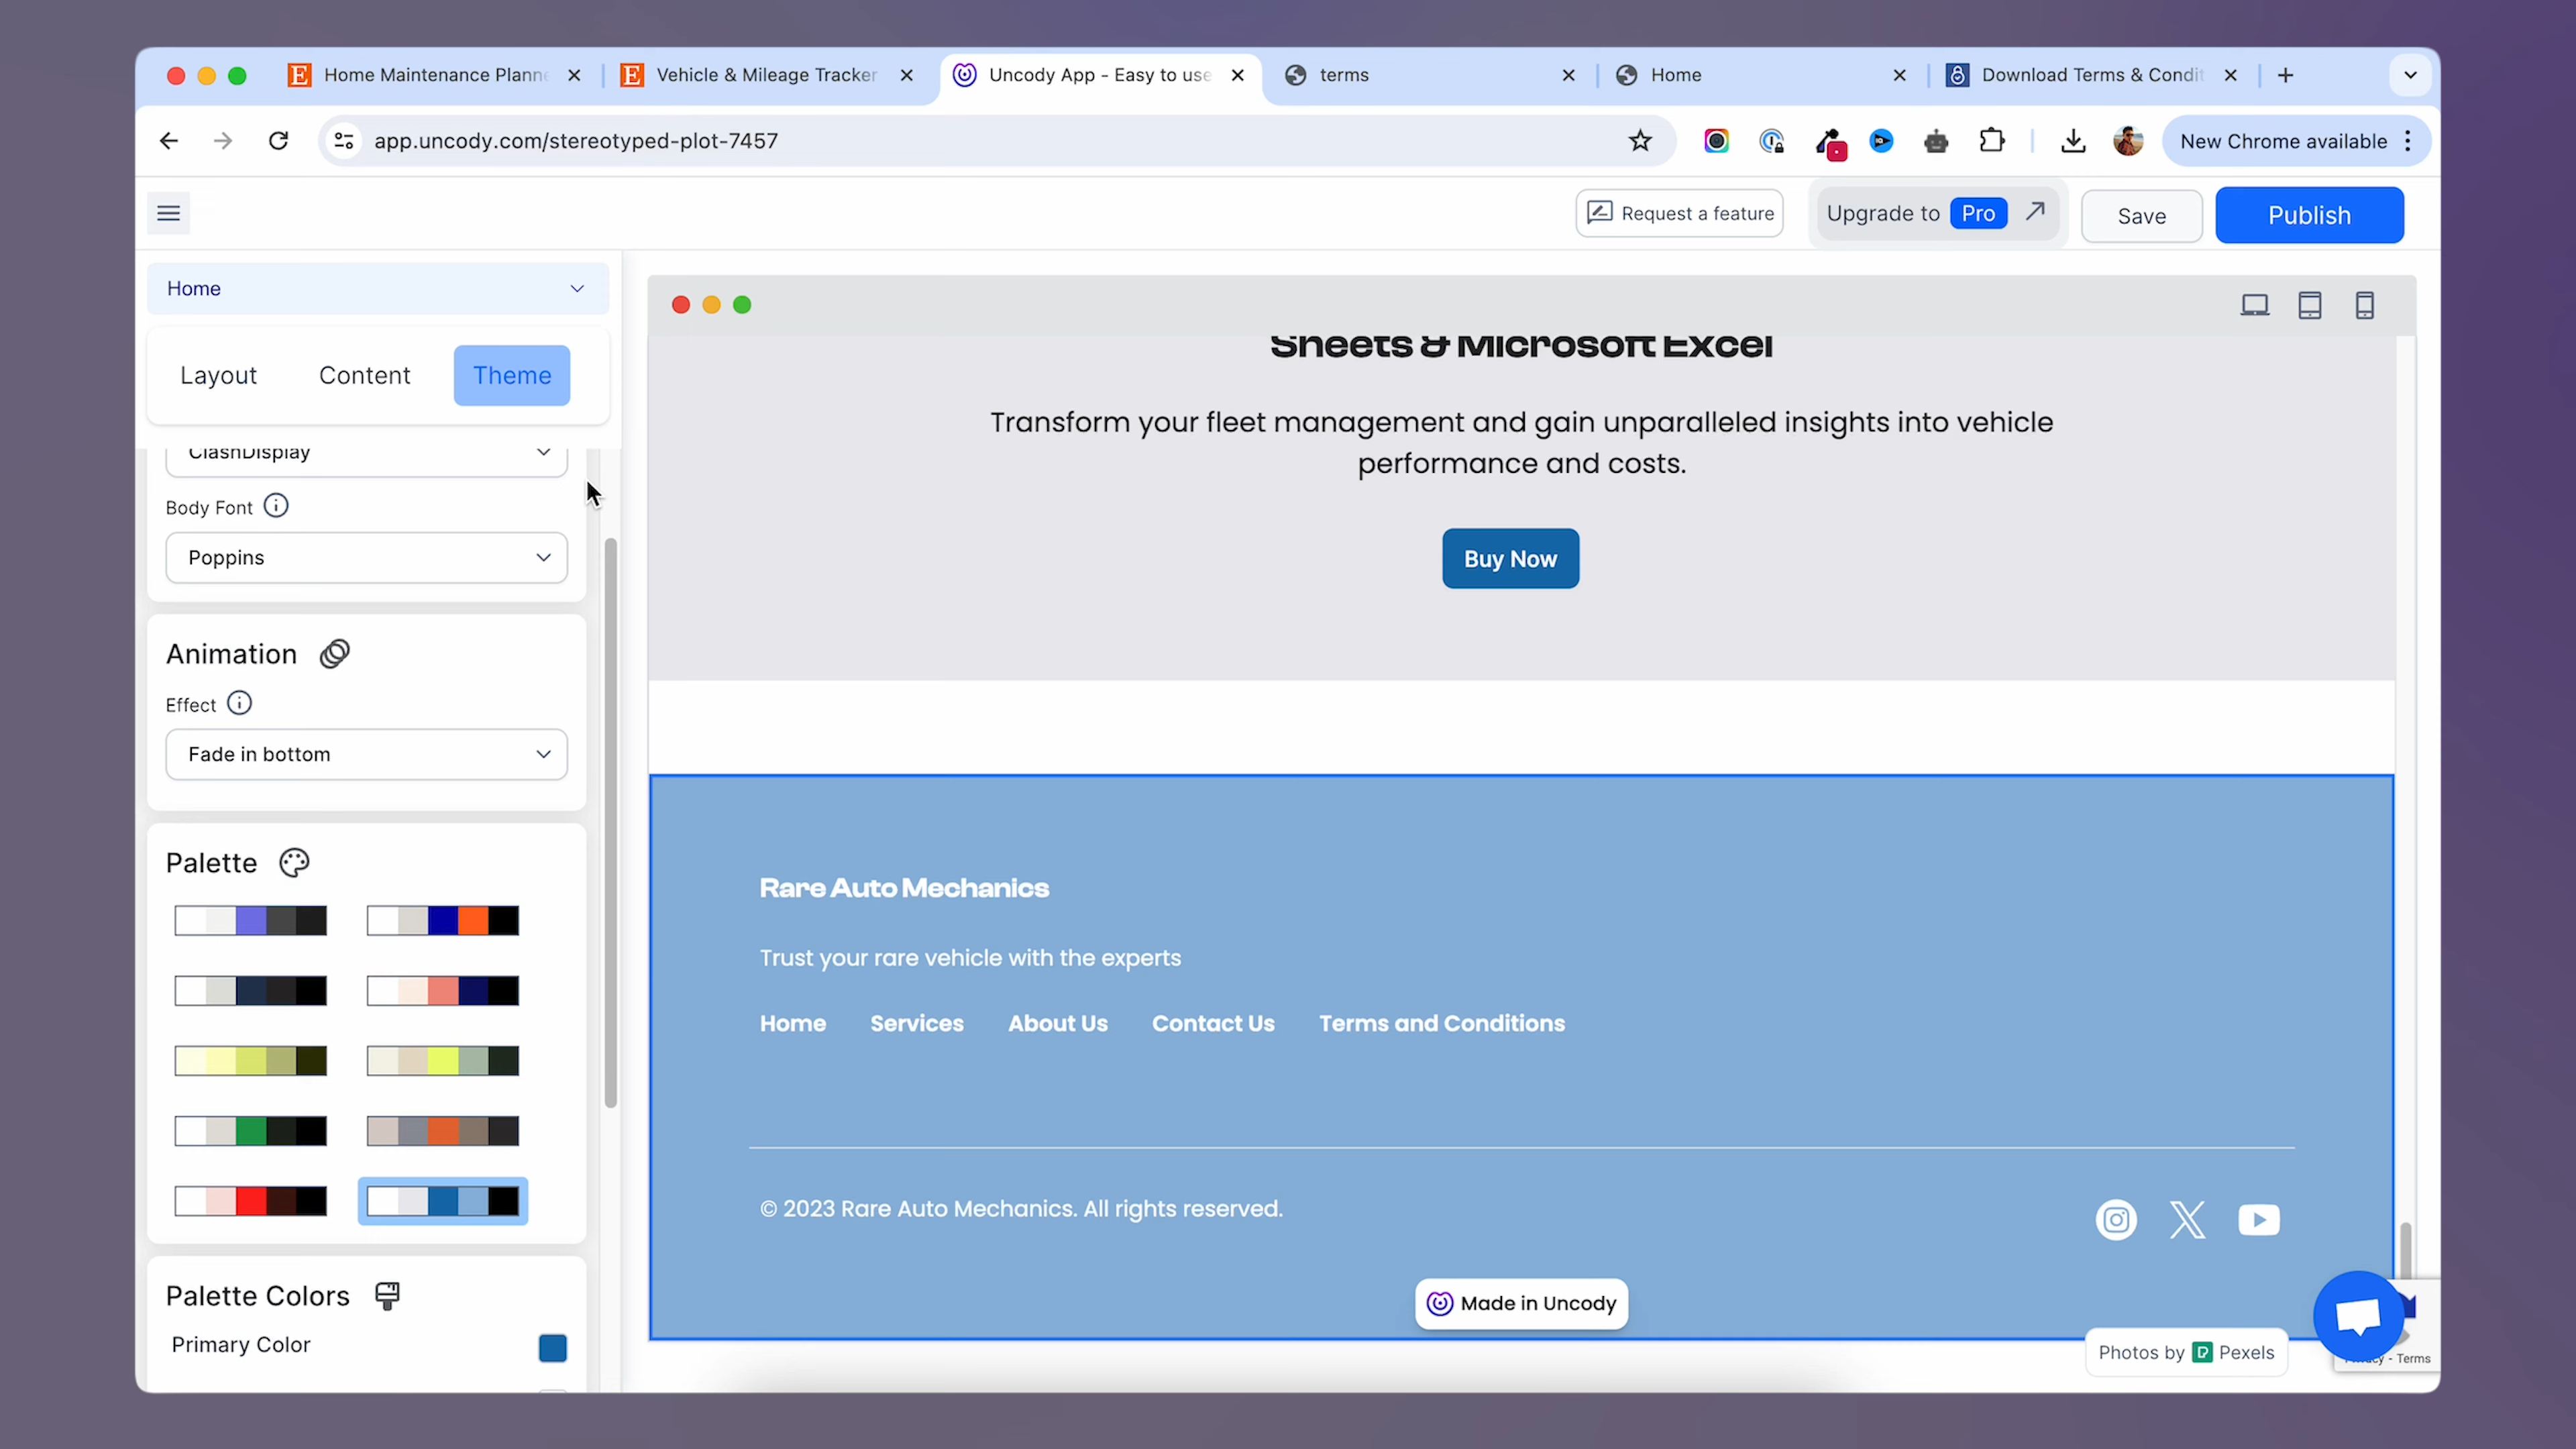 Home Maintenance Planne
Vehicle & Mileage Tracker
Uncody App - Easy to use
terms
Home
Download Terms & Condit
app.uncody.com/stereotyped-plot-7457
New Chrome available
Request a feature
Upgrade to Pro
Save
Publish
Home
Layout
Content
Theme
ClashDisplay
Body Font
Poppins
Animation
Effect
Fade in bottom
Palette
Palette Colors
Primary Color
Sheets & Microsoft Excel
Transform your fleet management and gain unparalleled insights into vehicle
performance and costs.
Buy Now
Rare Auto Mechanics
Trust your rare vehicle with the experts
Home Services About Us Contact Us Terms and Conditions
© 2023 Rare Auto Mechanics. All rights reserved.
Made in Uncody
Photos by Pexels
- Terms